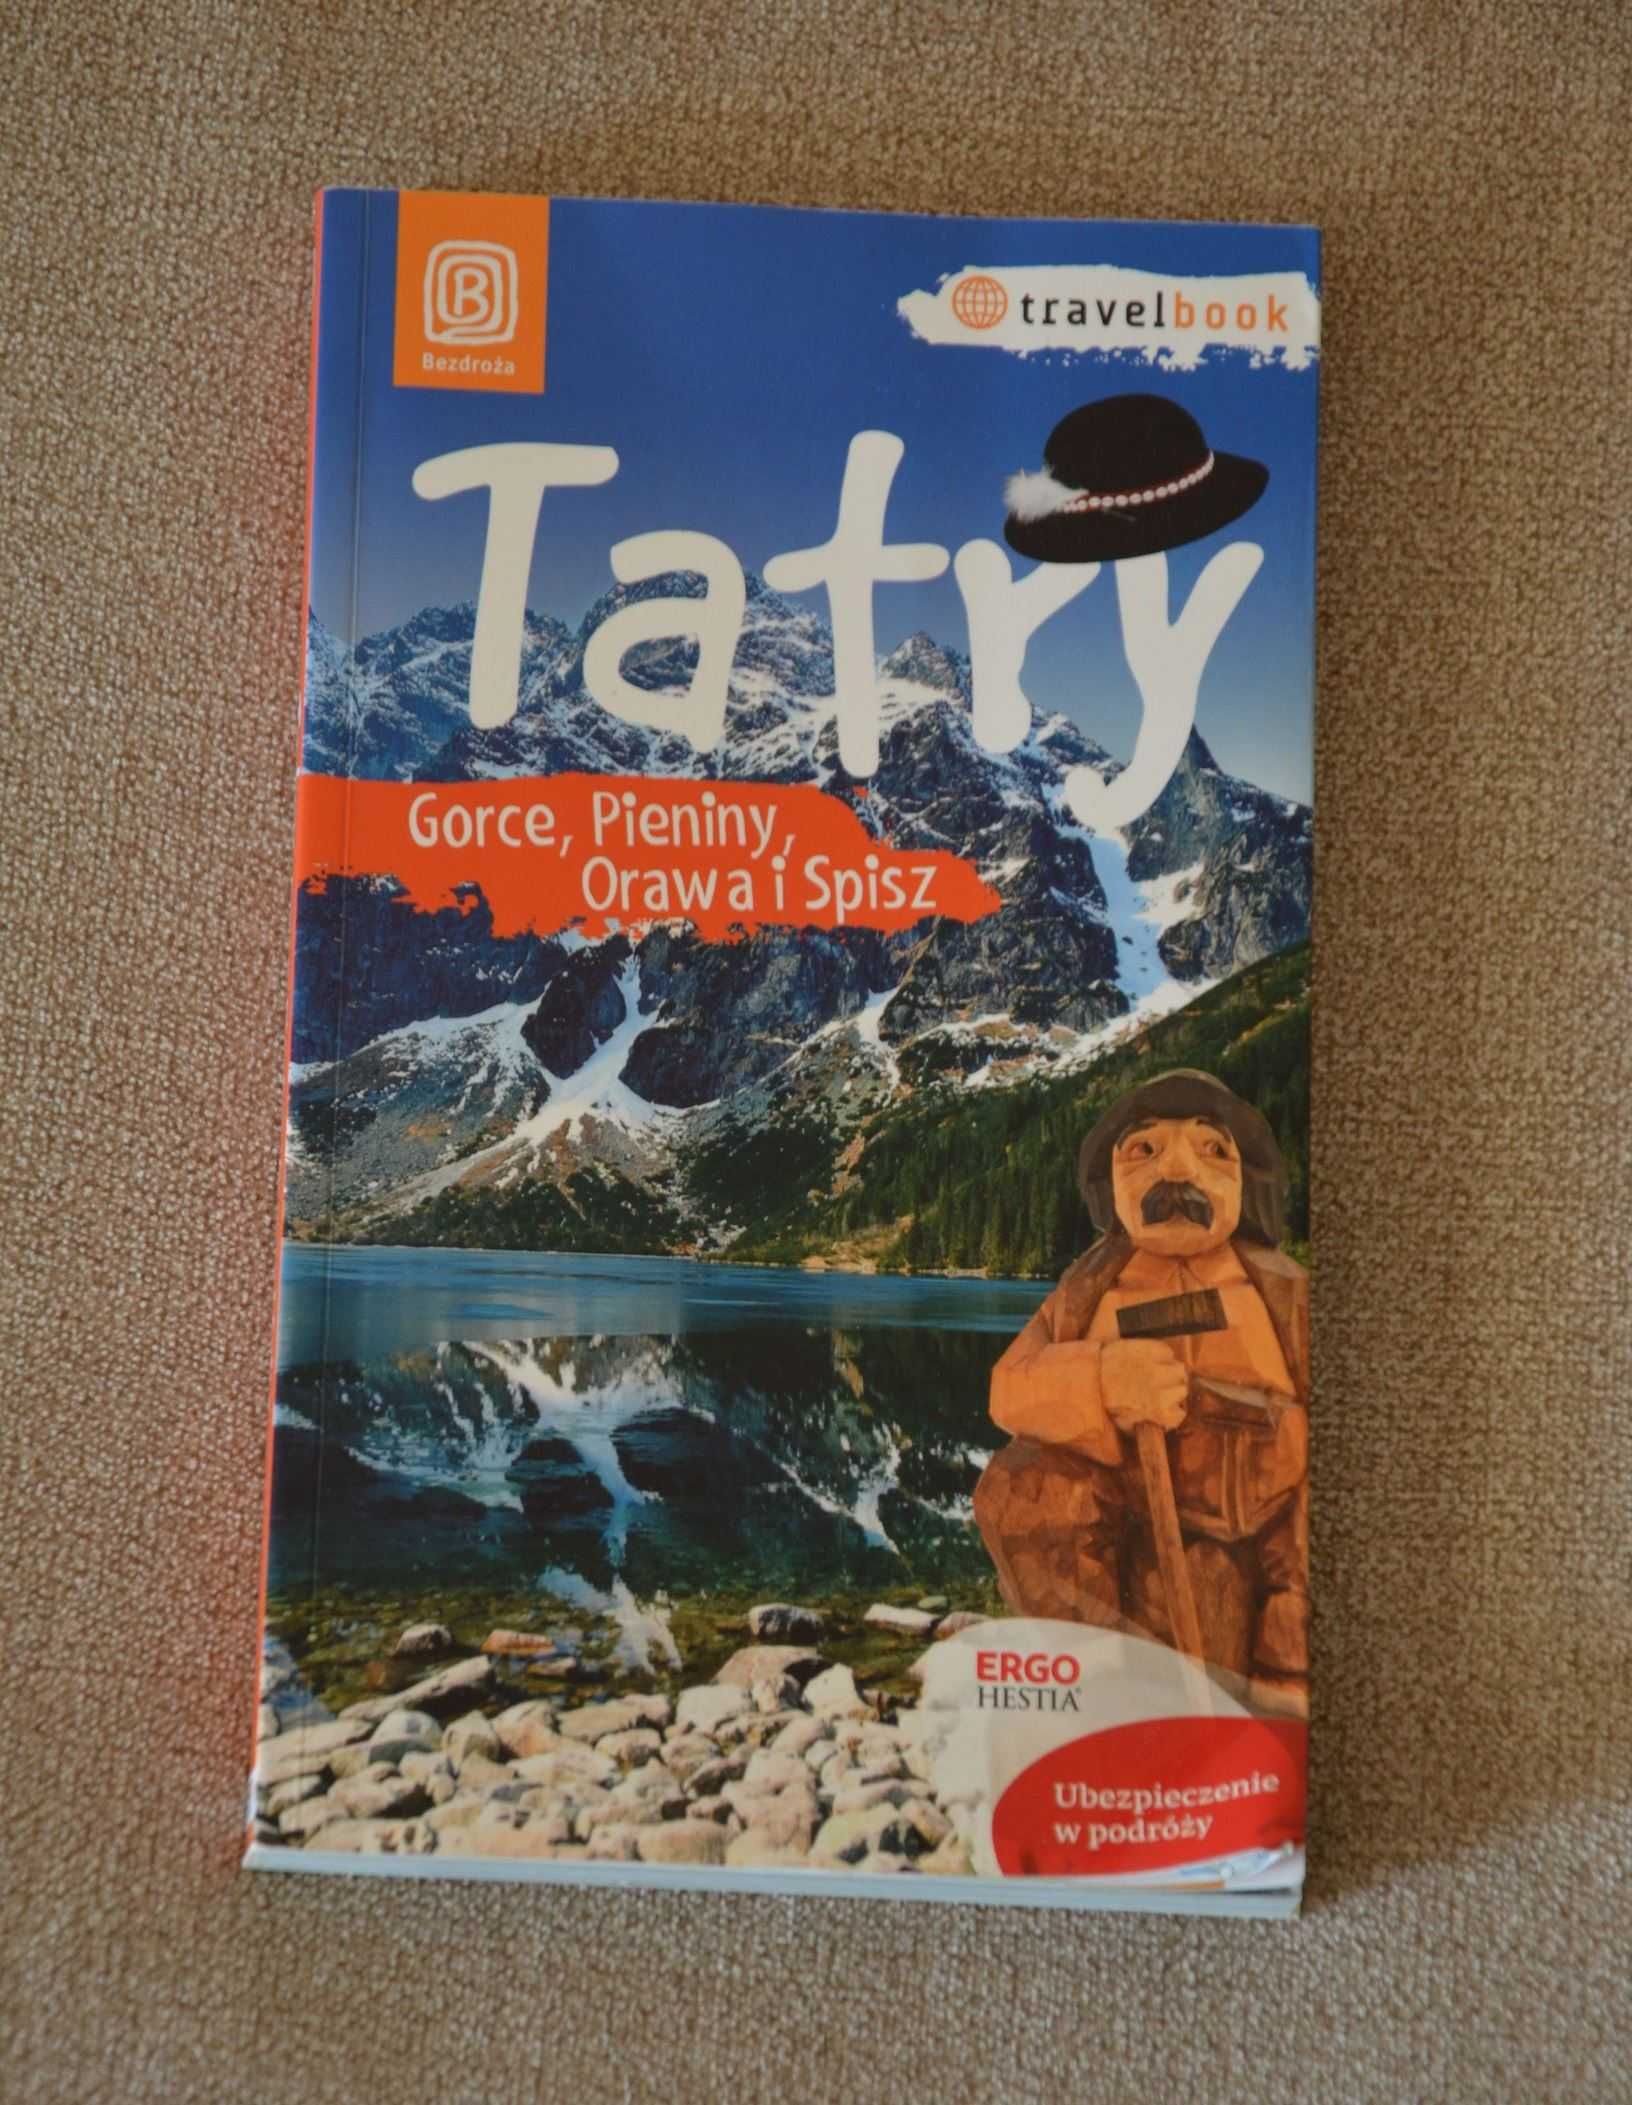 B
Bezdroża
travelbook
Tatry
Gorce, Pieniny,
Orawa i Spisz
ERGO
HESTIA®
Ubezpieczenie
w podróży